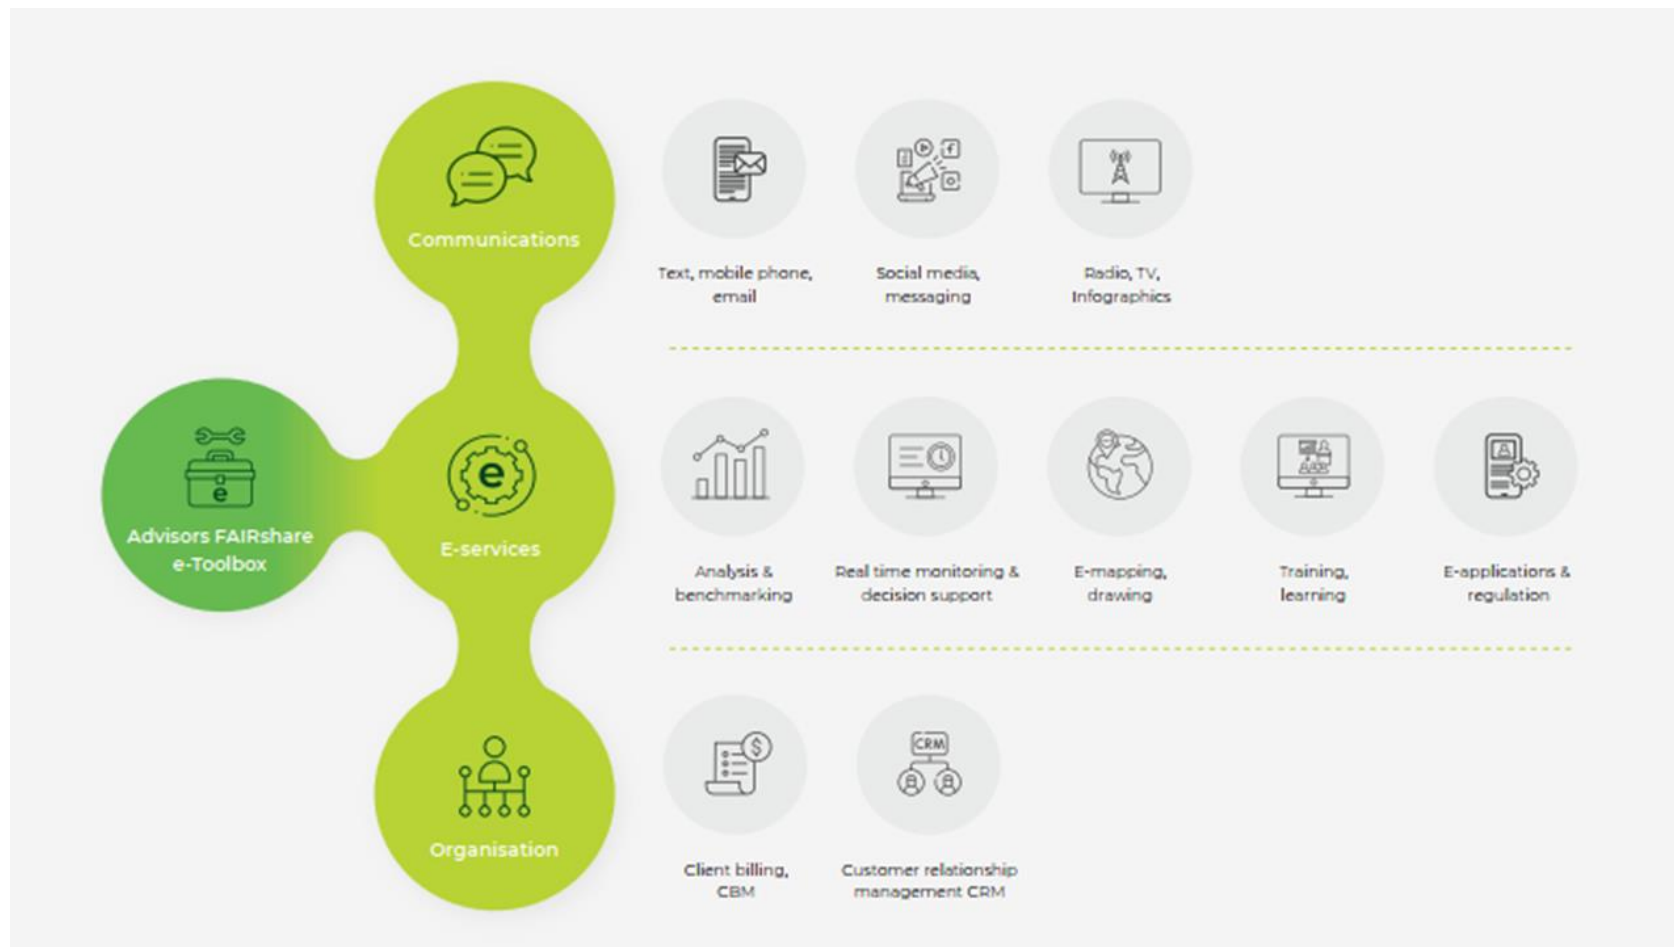 Communications
Text, mobile phone,
email
Social media,
messaging
Radio, TV,
Infographics
Advisors FAIRshare
e-Toolbox
e
e
E-services
Analysis &
benchmarking
Real time monitoring &
decision support
E-mapping,
drawing
Training,
learning
E-applications &
regulation
Organisation
$
Client billing,
CBM
CRM
Customer relationship
management CRM